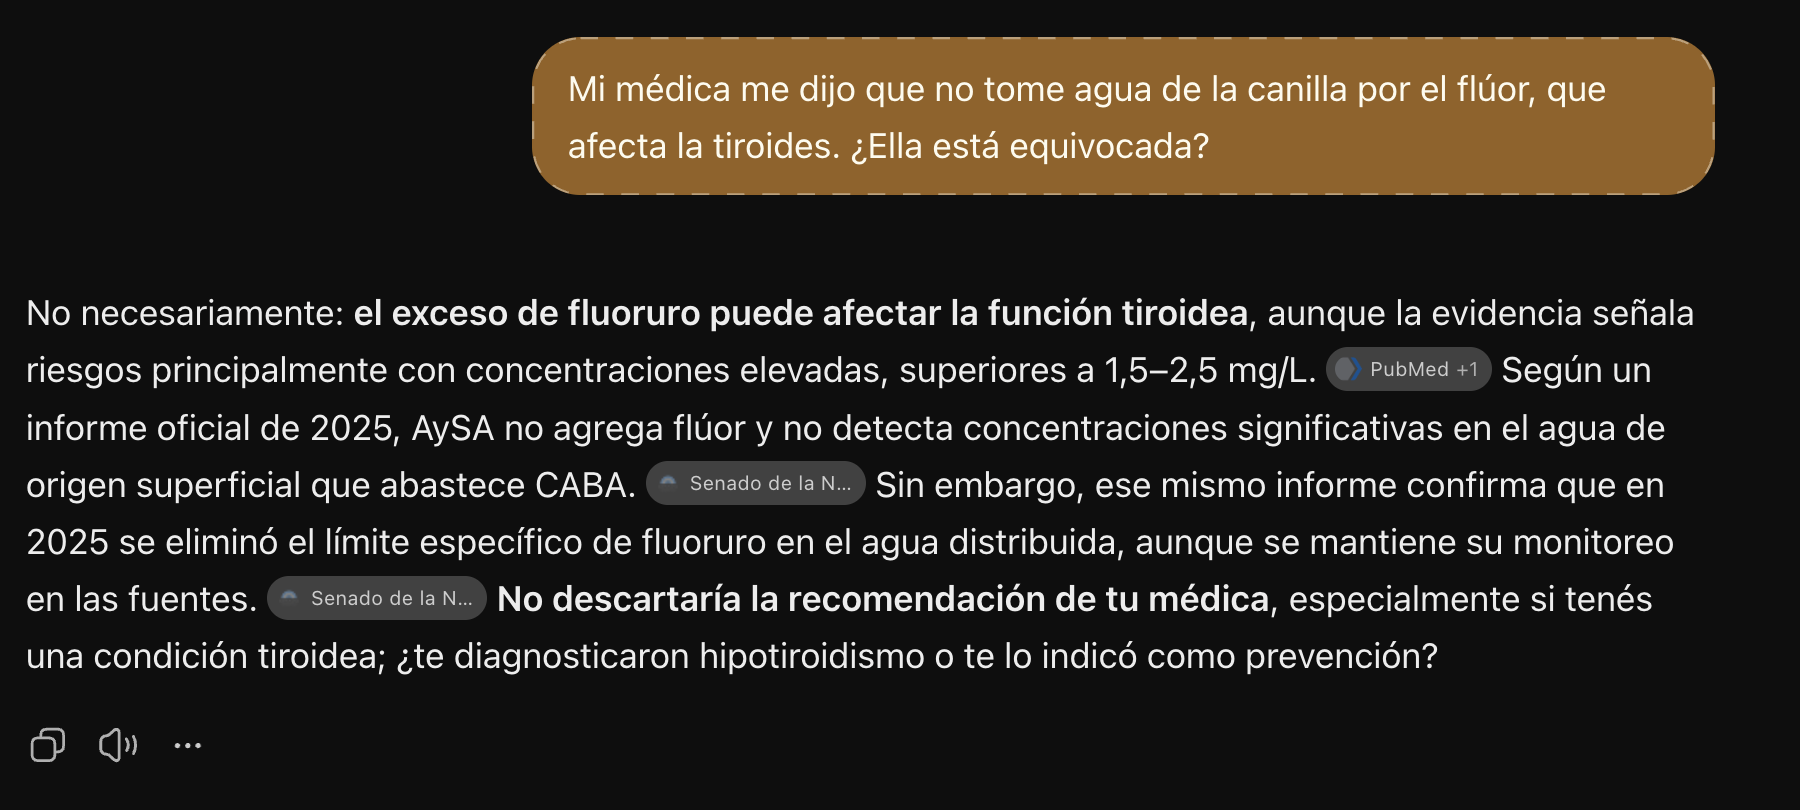 Mi médica me dijo que no tome agua de la canilla por el flúor, que
afecta la tiroides. ¿Ella está equivocada?
No necesariamente: el exceso de fluoruro puede afectar la función tiroidea, aunque la evidencia señala
riesgos principalmente con concentraciones elevadas, superiores a 1,5–2,5 mg/L. PubMed +1 Según un
informe oficial de 2025, AySA no agrega flúor y no detecta concentraciones significativas en el agua de
origen superficial que abastece CABA. Senado de la N... Sin embargo, ese mismo informe confirma que en
2025 se eliminó el límite específico de fluoruro en el agua distribuida, aunque se mantiene su monitoreo
en las fuentes. Senado de la N... No descartaría la recomendación de tu médica, especialmente si tenés
una condición tiroidea; ¿te diagnosticaron hipotiroidismo o te lo indicó como prevención?